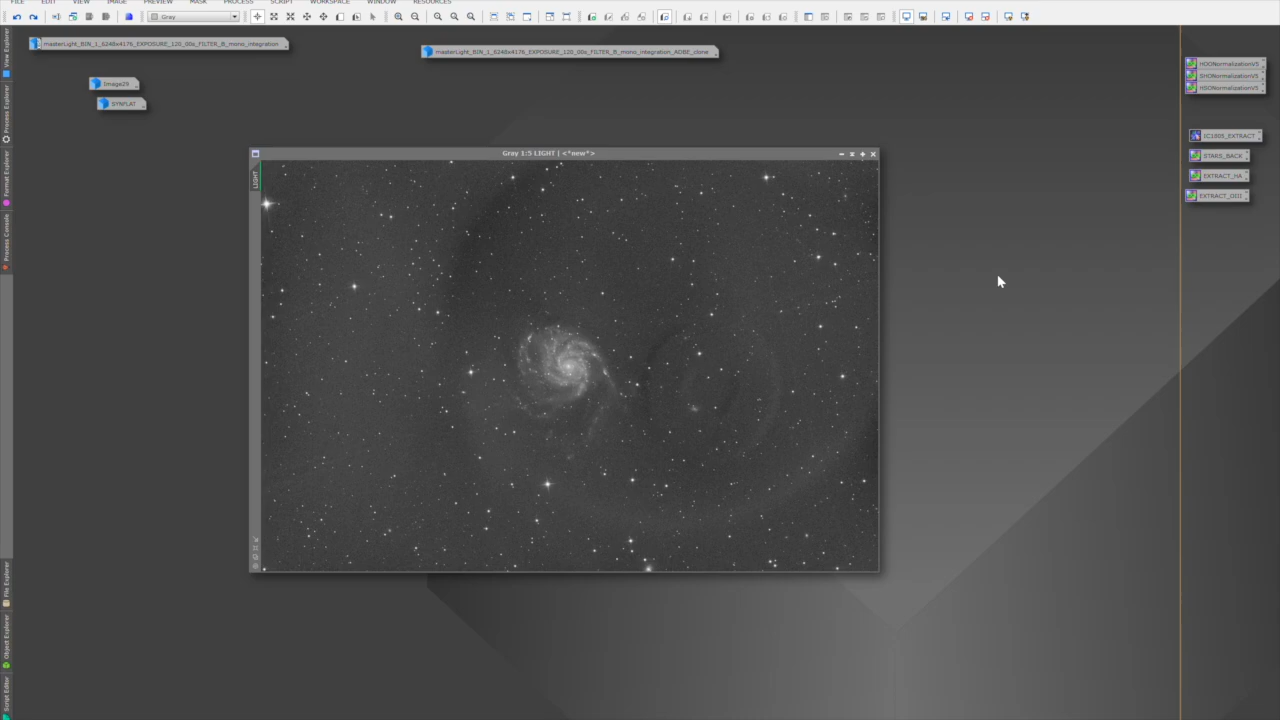 FILE EDIT VIEW IMAGE PREVIEW MASK PROCESS SCRIPT WORKSPACE WINDOW RESOURCES
Gray
masterLight_BIN_1_6248x4176_EXPOSURE_120_00s_FILTER_B_mono_integration
masterLight_BIN_1_6248x4176_EXPOSURE_120_00s_FILTER_B_mono_integration_ADBE_clone
Image29
SYNFLAT
View Explorer
Process Explorer
Format Explorer
Process Console
File Explorer
Object Explorer
Script Editor
Gray 1:5 LIGHT | <*new*>
LIGHT
HOONormalizationV5
SHONormalizationV5
HSONormalizationV5
IC1805_EXTRACT
STARS_BACK
EXTRACT_HA
EXTRACT_OIII